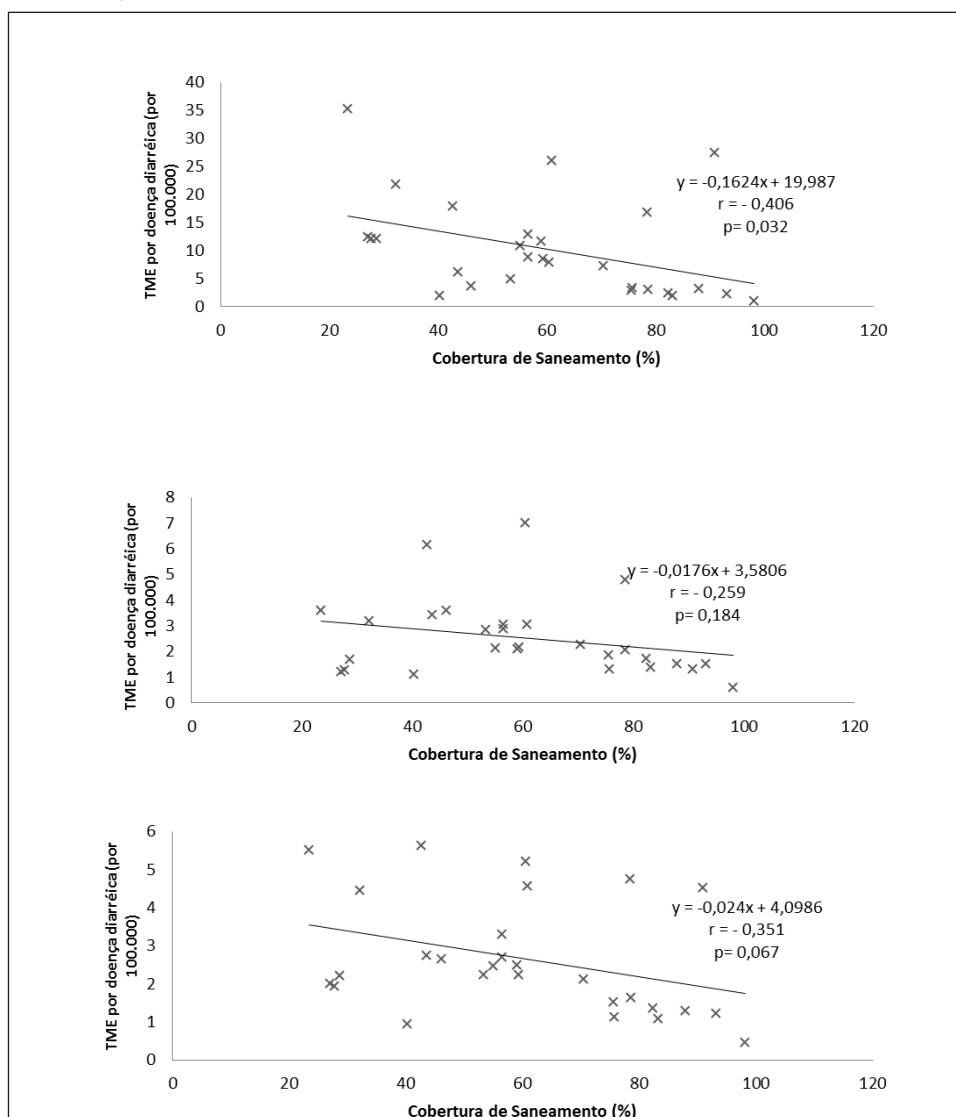 TME por doença diarréica (por
100.000)
40
35
30
25
20
15
10
5
0
y = -0,1624x + 19,987
r = - 0,406
p= 0,032
0 20 40 60 80 100 120
Cobertura de Saneamento (%)
TME por doença diarréica (por
100.000)
8
7
6
5
4
3
2
1
0
y = -0,0176x + 3,5806
r = - 0,259
p= 0,184
0 20 40 60 80 100 120
Cobertura de Saneamento (%)
TME por doença diarréica (por
100.000)
6
5
4
3
2
1
0
y = -0,024x + 4,0986
r = - 0,351
p= 0,067
0 20 40 60 80 100 120
Cobertura de Saneamento (%)